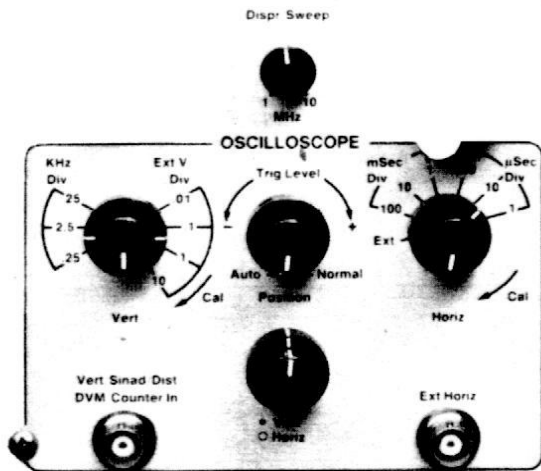 Dispr Sweep
1 10
MHz
OSCILLOSCOPE
KHz
Div
Ext V
Div
Trig Level
mSec
Div
µSec
Div
25
.01
10
10
2.5
1
-
+
100
1
25
1
Ext
10
Auto
Normal
Position
Cal
Cal
Vert
Horiz
Vert Sinad Dist
DVM Counter In
Ext Horiz
Horiz